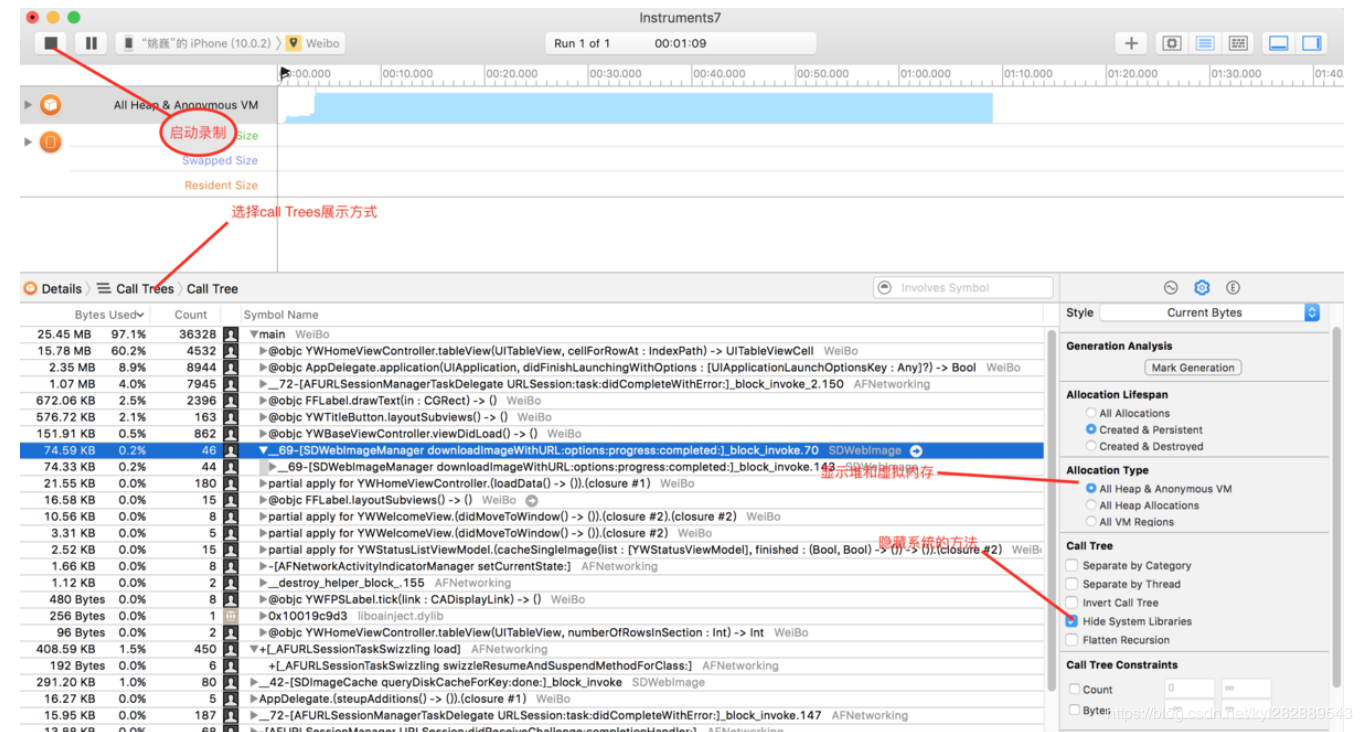 Instruments7
“姚巍”的 iPhone (10.0.2) 〉 Weibo
Run 1 of 1 00:01:09
00:00.000 00:10.000 00:20.000 00:30.000 00:40.000 00:50.000 01:00.000 01:10.000 01:20.000 01:30.000 01:40
All Heap & Anonymous VM
启动录制
Size
Swapped Size
Resident Size
选择call Trees展示方式
Details 〉 Call Trees 〉 Call Tree
Involves Symbol
Bytes Used Count Symbol Name
25.45 MB 97.1% 36328 main WeiBo
15.78 MB 60.2% 4532 @objc YWHomeViewController.tableView(UITableView, cellForRowAt : IndexPath) -> UITableViewCell WeiBo
2.35 MB 8.9% 8944 @objc AppDelegate.application(UIApplication, didFinishLaunchingWithOptions : [UIApplicationLaunchOptionsKey : Any]?) -> Bool WeiBo
1.07 MB 4.0% 7945 __72-[AFURLSessionManagerTaskDelegate URLSession:task:didCompleteWithError:]_block_invoke_2.150 AFNetworking
672.06 KB 2.5% 2396 @objc FFLabel.drawText(in : CGRect) -> () WeiBo
576.72 KB 2.1% 163 @objc YWTitleButton.layoutSubviews() -> () WeiBo
151.91 KB 0.5% 862 @objc YWBaseViewController.viewDidLoad() -> () WeiBo
74.59 KB 0.2% 46 __69-[SDWebImageManager downloadImageWithURL:options:progress:completed:]_block_invoke.70 SDWebImage
74.33 KB 0.2% 44 __69-[SDWebImageManager downloadImageWithURL:options:progress:completed:]_block_invoke.143 SDWebImage
显示堆和虚拟内存
21.55 KB 0.0% 180 partial apply for YWHomeViewController.(loadData() -> ()).(closure #1) WeiBo
16.58 KB 0.0% 15 @objc FFLabel.layoutSubviews() -> () WeiBo
10.56 KB 0.0% 8 partial apply for YWWelcomeView.(didMoveToWindow() -> ()).(closure #2).(closure #2) WeiBo
3.31 KB 0.0% 5 partial apply for YWWelcomeView.(didMoveToWindow() -> ()).(closure #2) WeiBo
隐藏系统的方法
2.52 KB 0.0% 15 partial apply for YWStatusListViewModel.(cacheSingleImage(list : [YWStatusViewModel], finished : (Bool, Bool) -> ()) -> ()).(closure #2) WeiB
1.66 KB 0.0% 8 -[AFNetworkActivityIndicatorManager setCurrentState:] AFNetworking
1.12 KB 0.0% 2 __destroy_helper_block_.155 AFNetworking
480 Bytes 0.0% 8 @objc YWFPSLabel.tick(link : CADisplayLink) -> () WeiBo
256 Bytes 0.0% 1 0x10019c9d3 liboainject.dylib
96 Bytes 0.0% 2 @objc YWHomeViewController.tableView(UITableView, numberOfRowsInSection : Int) -> Int WeiBo
408.59 KB 1.5% 450 +[_AFURLSessionTaskSwizzling load] AFNetworking
192 Bytes 0.0% 6 +[_AFURLSessionTaskSwizzling swizzleResumeAndSuspendMethodForClass:] AFNetworking
291.20 KB 1.0% 80 __42-[SDImageCache queryDiskCacheForKey:done:]_block_invoke SDWebImage
16.27 KB 0.0% 5 AppDelegate.(steupAdditions() -> ()).(closure #1) WeiBo
15.95 KB 0.0% 187 __72-[AFURLSessionManagerTaskDelegate URLSession:task:didCompleteWithError:]_block_invoke.147 AFNetworking
13.88 KB 0.0% 68 -[AFURLSessionManager URLSession:didReceiveChallenge:completionHandler:] AFNetworking
Style Current Bytes
Generation Analysis
Mark Generation
Allocation Lifespan
All Allocations
Created & Persistent
Created & Destroyed
Allocation Type
All Heap & Anonymous VM
All Heap Allocations
All VM Regions
Call Tree
Separate by Category
Separate by Thread
Invert Call Tree
Hide System Libraries
Flatten Recursion
Call Tree Constraints
Count 0 ∞
Bytes